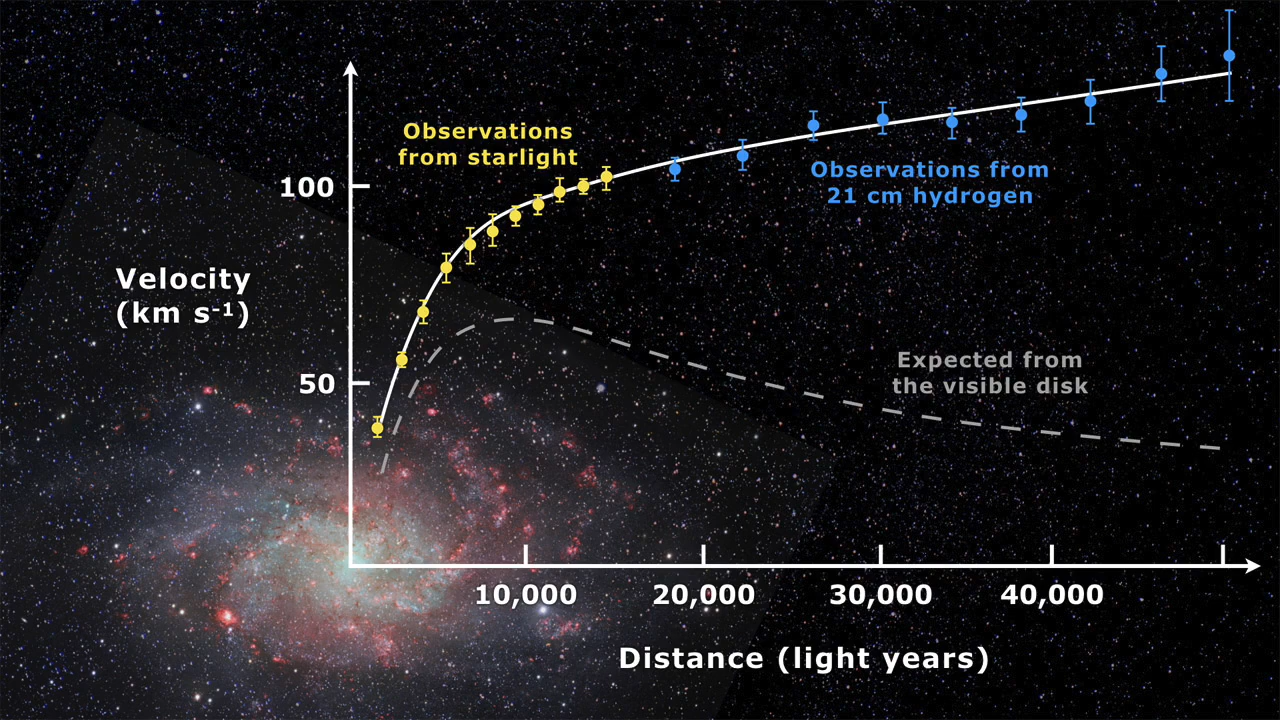 Observations
from starlight
100
Observations from
21 cm hydrogen
Velocity
(km s⁻¹)
Expected from
the visible disk
50
10,000
20,000
30,000
40,000
Distance (light years)